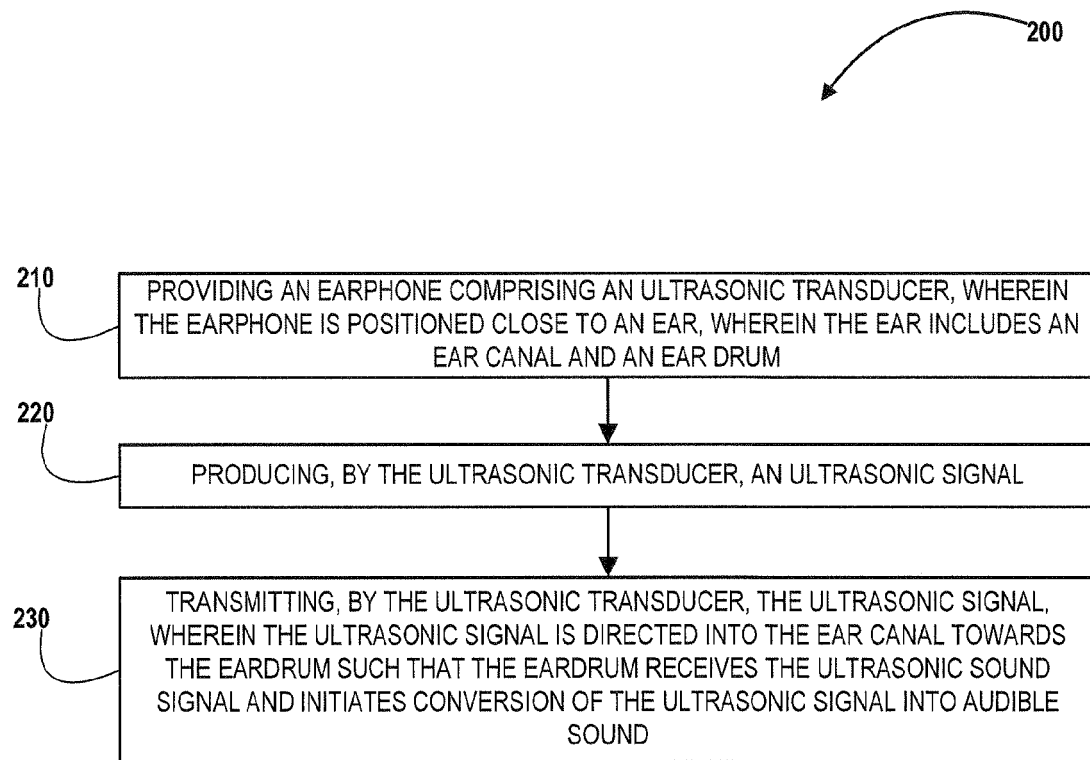 200
210
PROVIDING AN EARPHONE COMPRISING AN ULTRASONIC TRANSDUCER, WHEREIN
THE EARPHONE IS POSITIONED CLOSE TO AN EAR, WHEREIN THE EAR INCLUDES AN
EAR CANAL AND AN EAR DRUM
220
PRODUCING, BY THE ULTRASONIC TRANSDUCER, AN ULTRASONIC SIGNAL
230
TRANSMITTING, BY THE ULTRASONIC TRANSDUCER, THE ULTRASONIC SIGNAL,
WHEREIN THE ULTRASONIC SIGNAL IS DIRECTED INTO THE EAR CANAL TOWARDS
THE EARDRUM SUCH THAT THE EARDRUM RECEIVES THE ULTRASONIC SOUND
SIGNAL AND INITIATES CONVERSION OF THE ULTRASONIC SIGNAL INTO AUDIBLE
SOUND